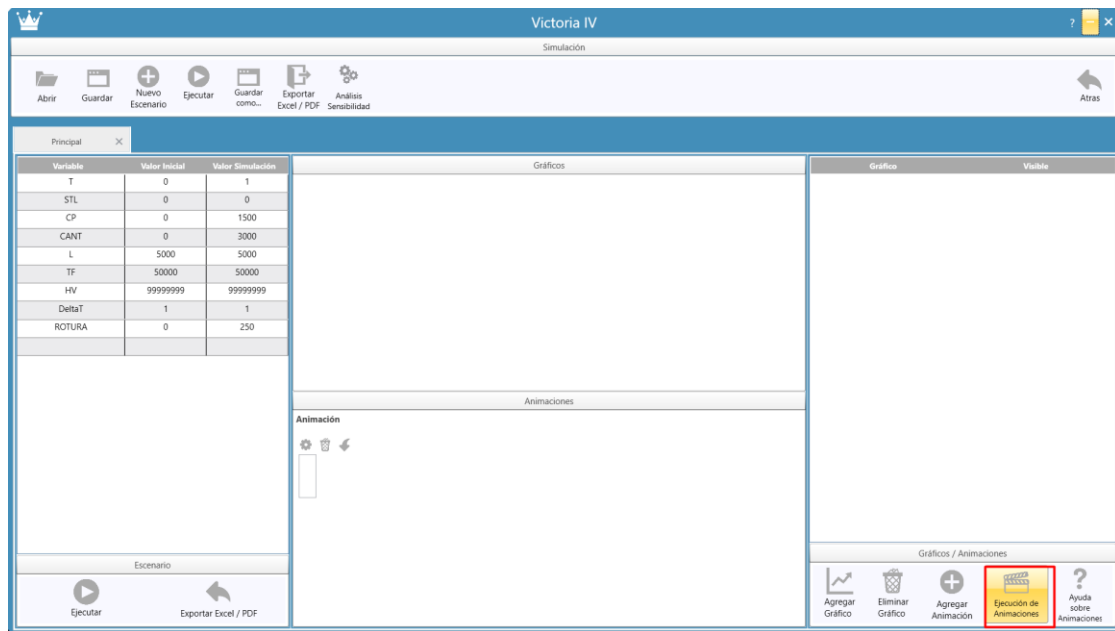 Victoria IV
?
Simulación
Abrir
Guardar
Nuevo
Escenario
Ejecutar
Guardar
como...
Exportar
Excel / PDF
Análisis
Sensibilidad
Atras
Principal
Variable Valor Inicial Valor Simulación
T 0 1
STL 0 0
CP 0 1500
CANT 0 3000
L 5000 5000
TF 50000 50000
HV 99999999 99999999
DeltaT 1 1
ROTURA 0 250
Escenario
Ejecutar
Exportar Excel / PDF
Gráficos
Animaciones
Animación
Gráfico Visible
Gráficos / Animaciones
Agregar
Gráfico
Eliminar
Gráfico
Agregar
Animación
Ejecución de
Animaciones
?
Ayuda
sobre
Animaciones